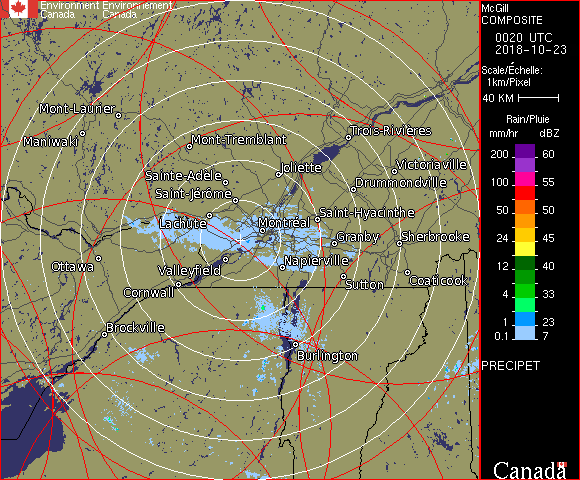 Environment Environnement
Canada Canada
McGill
COMPOSITE
0020 UTC
2018-10-23
Scale/Échelle:
1km/Pixel
40 KM
Rain/Pluie
mm/hr dBZ
200 60
100 55
50 50
24 45
12 40
4 33
1 23
0.1 7
PRECIPET
Canada
Mont-Laurier
Maniwaki
Mont-Tremblant
Trois-Rivières
Joliette
Victoriaville
Sainte-Adèle
Drummondville
Saint-Jérôme
Saint-Hyacinthe
Lachute
Montréal
Granby
Sherbrooke
Ottawa
Valleyfield
Napierville
Sutton
Coaticook
Cornwall
Brockville
Burlington